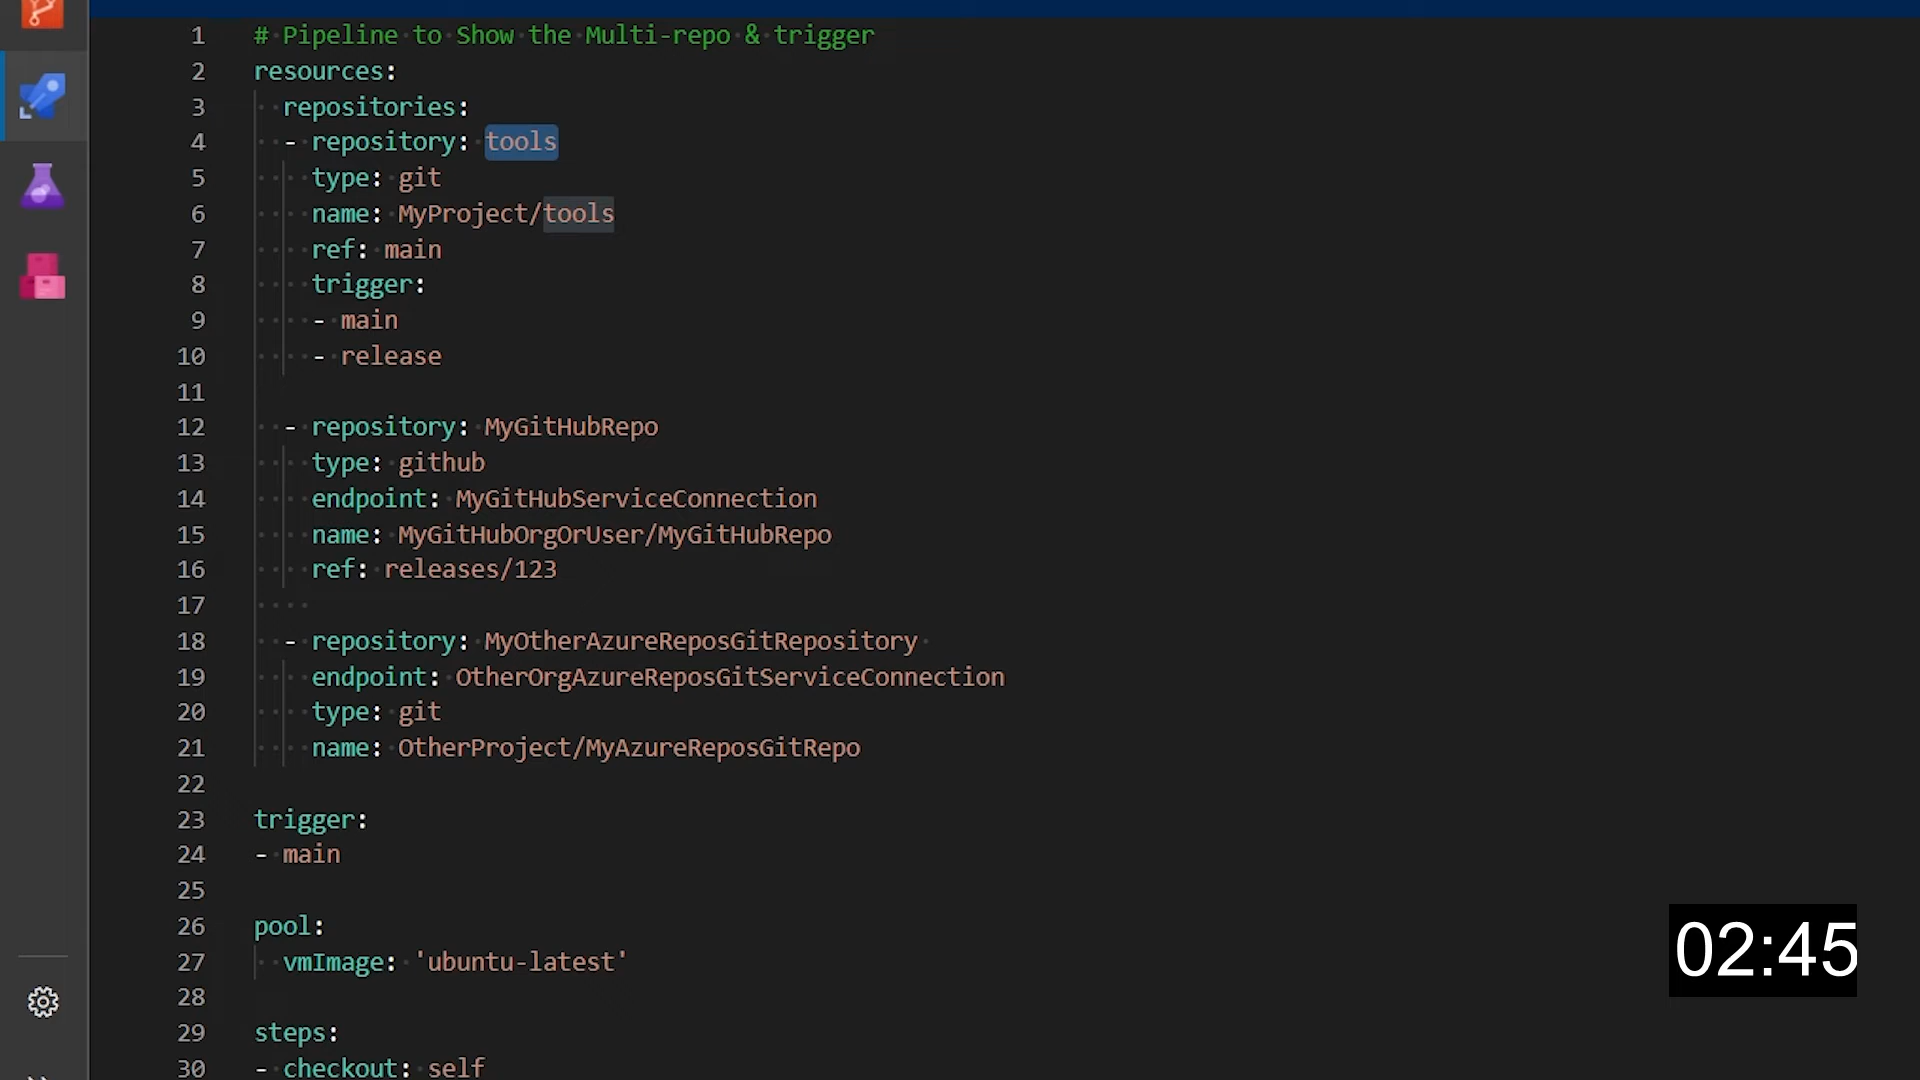 1 # Pipeline to Show the Multi-repo & trigger
2 resources:
3 repositories:
4 - repository: tools
5 type: git
6 name: MyProject/tools
7 ref: main
8 trigger:
9 - main
10 - release
11
12 - repository: MyGitHubRepo
13 type: github
14 endpoint: MyGitHubServiceConnection
15 name: MyGitHubOrgOrUser/MyGitHubRepo
16 ref: releases/123
17
18 - repository: MyOtherAzureReposGitRepository
19 endpoint: OtherOrgAzureReposGitServiceConnection
20 type: git
21 name: OtherProject/MyAzureReposGitRepo
22
23 trigger:
24 - main
25
26 pool:
27 vmImage: 'ubuntu-latest'
28
29 steps:
30 - checkout: self
02:45